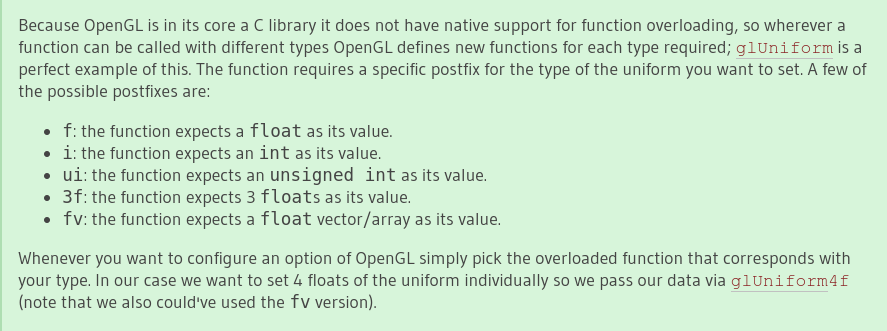 Because OpenGL is in its core a C library it does not have native support for function overloading, so wherever a
function can be called with different types OpenGL defines new functions for each type required; glUniform is a
perfect example of this. The function requires a specific postfix for the type of the uniform you want to set. A few of
the possible postfixes are:
• f: the function expects a float as its value.
• i: the function expects an int as its value.
• ui: the function expects an unsigned int as its value.
• 3f: the function expects 3 floats as its value.
• fv: the function expects a float vector/array as its value.
Whenever you want to configure an option of OpenGL simply pick the overloaded function that corresponds with
your type. In our case we want to set 4 floats of the uniform individually so we pass our data via glUniform4f
(note that we also could've used the fv version).